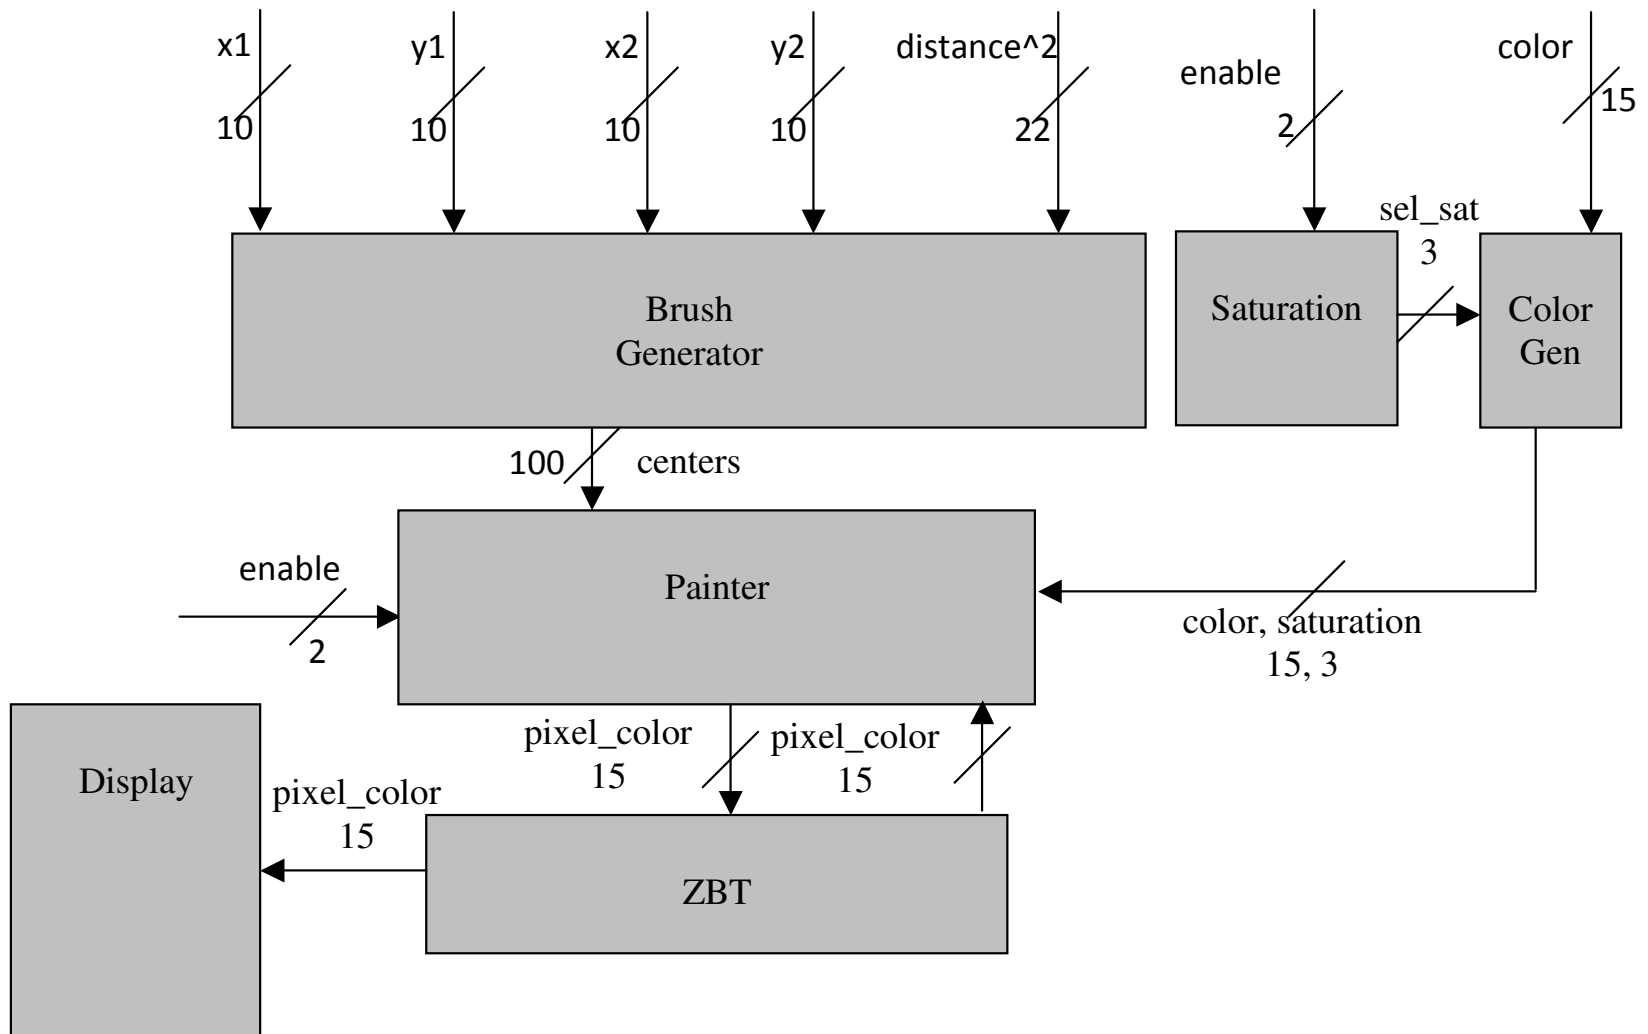 x1
y1
x2
y2
distance^2
enable
color
10
10
10
10
22
2
15
sel_sat
3
Brush
Generator
Saturation
Color
Gen
100
centers
enable
2
Painter
color, saturation
15, 3
pixel_color
15
pixel_color
15
Display
pixel_color
15
ZBT